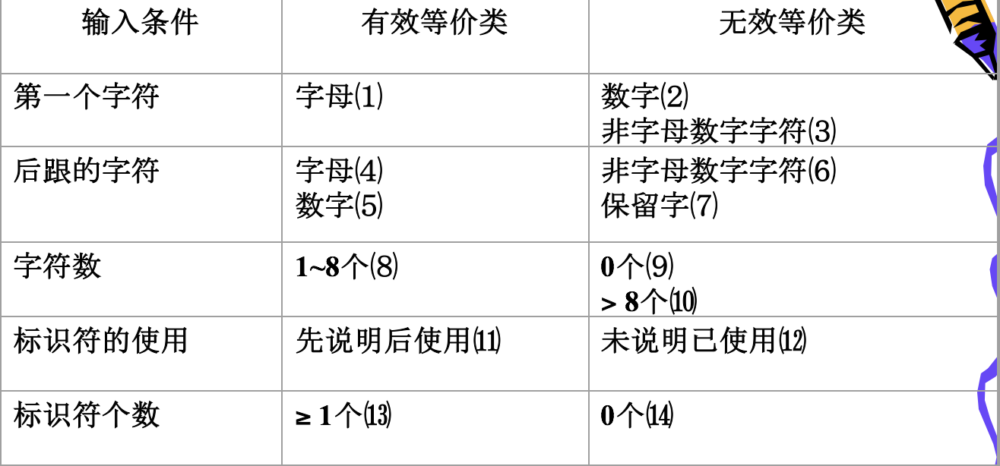 输入条件 有效等价类 无效等价类
第一个字符 字母⑴ 数字⑵
非字母数字字符⑶
后跟的字符 字母⑷ 非字母数字字符⑹
数字⑸ 保留字⑺
字符数 1~8个⑻ 0个⑼
> 8个⑽
标识符的使用 先说明后使用⑾ 未说明已使用⑿
标识符个数 ≥ 1个⒀ 0个⒁